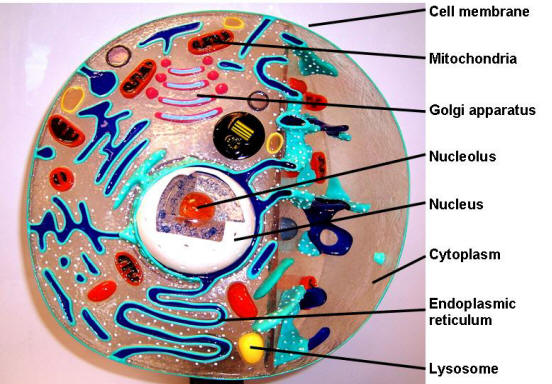 Cell membrane
Mitochondria
Golgi apparatus
Nucleolus
Nucleus
Cytoplasm
Endoplasmic
reticulum
Lysosome